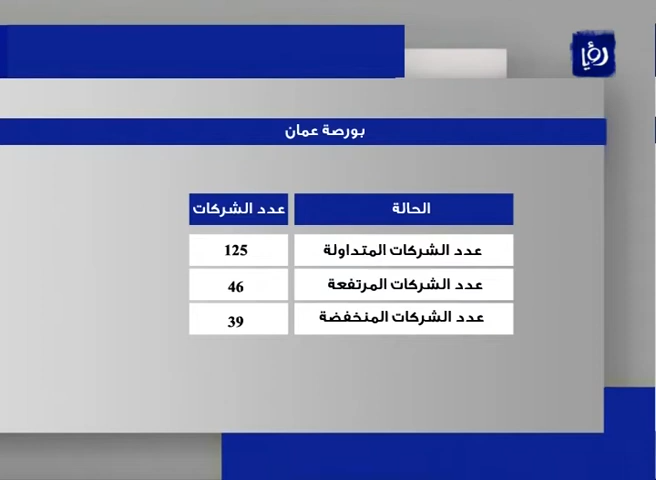 رؤيا
بورصة عمان
الحالة عدد الشركات
عدد الشركات المتداولة 125
عدد الشركات المرتفعة 46
عدد الشركات المنخفضة 39